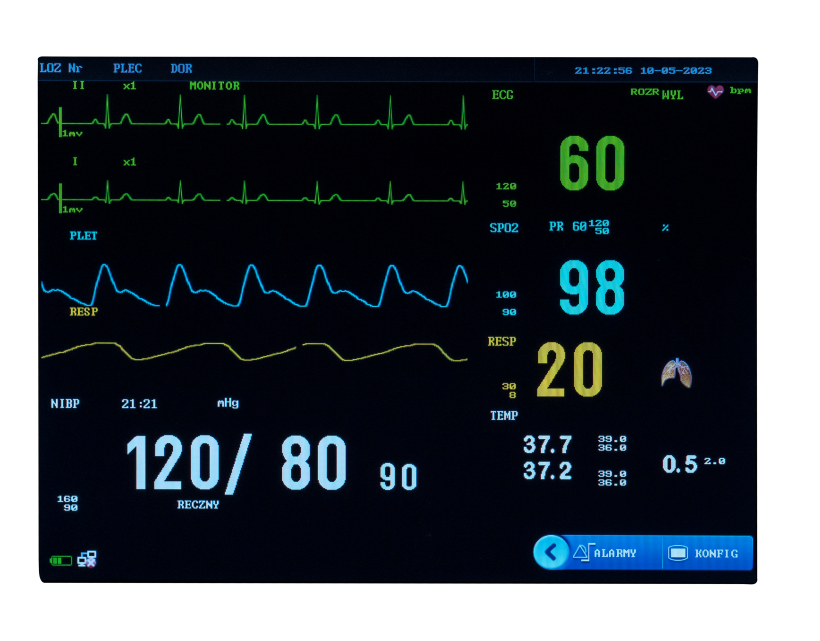 LOZ Nr PLEC DOR 21:22:56 10-05-2023
II x1 MONITOR
1mv
I x1
1mv
PLET
RESP
ECG ROZR WYL bpm
60
120
50
SPO2 PR 60 120 50 %
98
100
90
RESP
20
30
8
NIBP 21:21 mHg
120/ 80 90
160
90
RECZNY
TEMP
37.7 39.0 36.0
37.2 39.0 36.0
0.5 2.0
ALARMY KONFIG